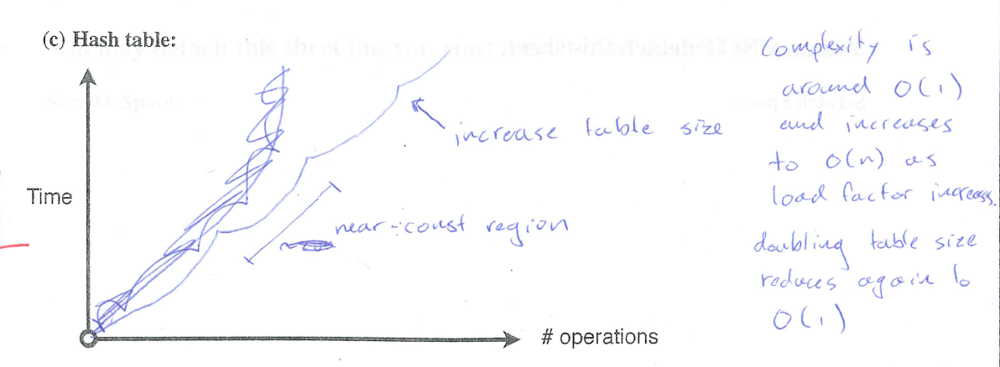 (c) Hash table:
complexity is
around O(1)
and increases
to O(n) as
load factor increases.
doubling table size
reduces again to
O(1)
increase table size
near-const region
Time
# operations